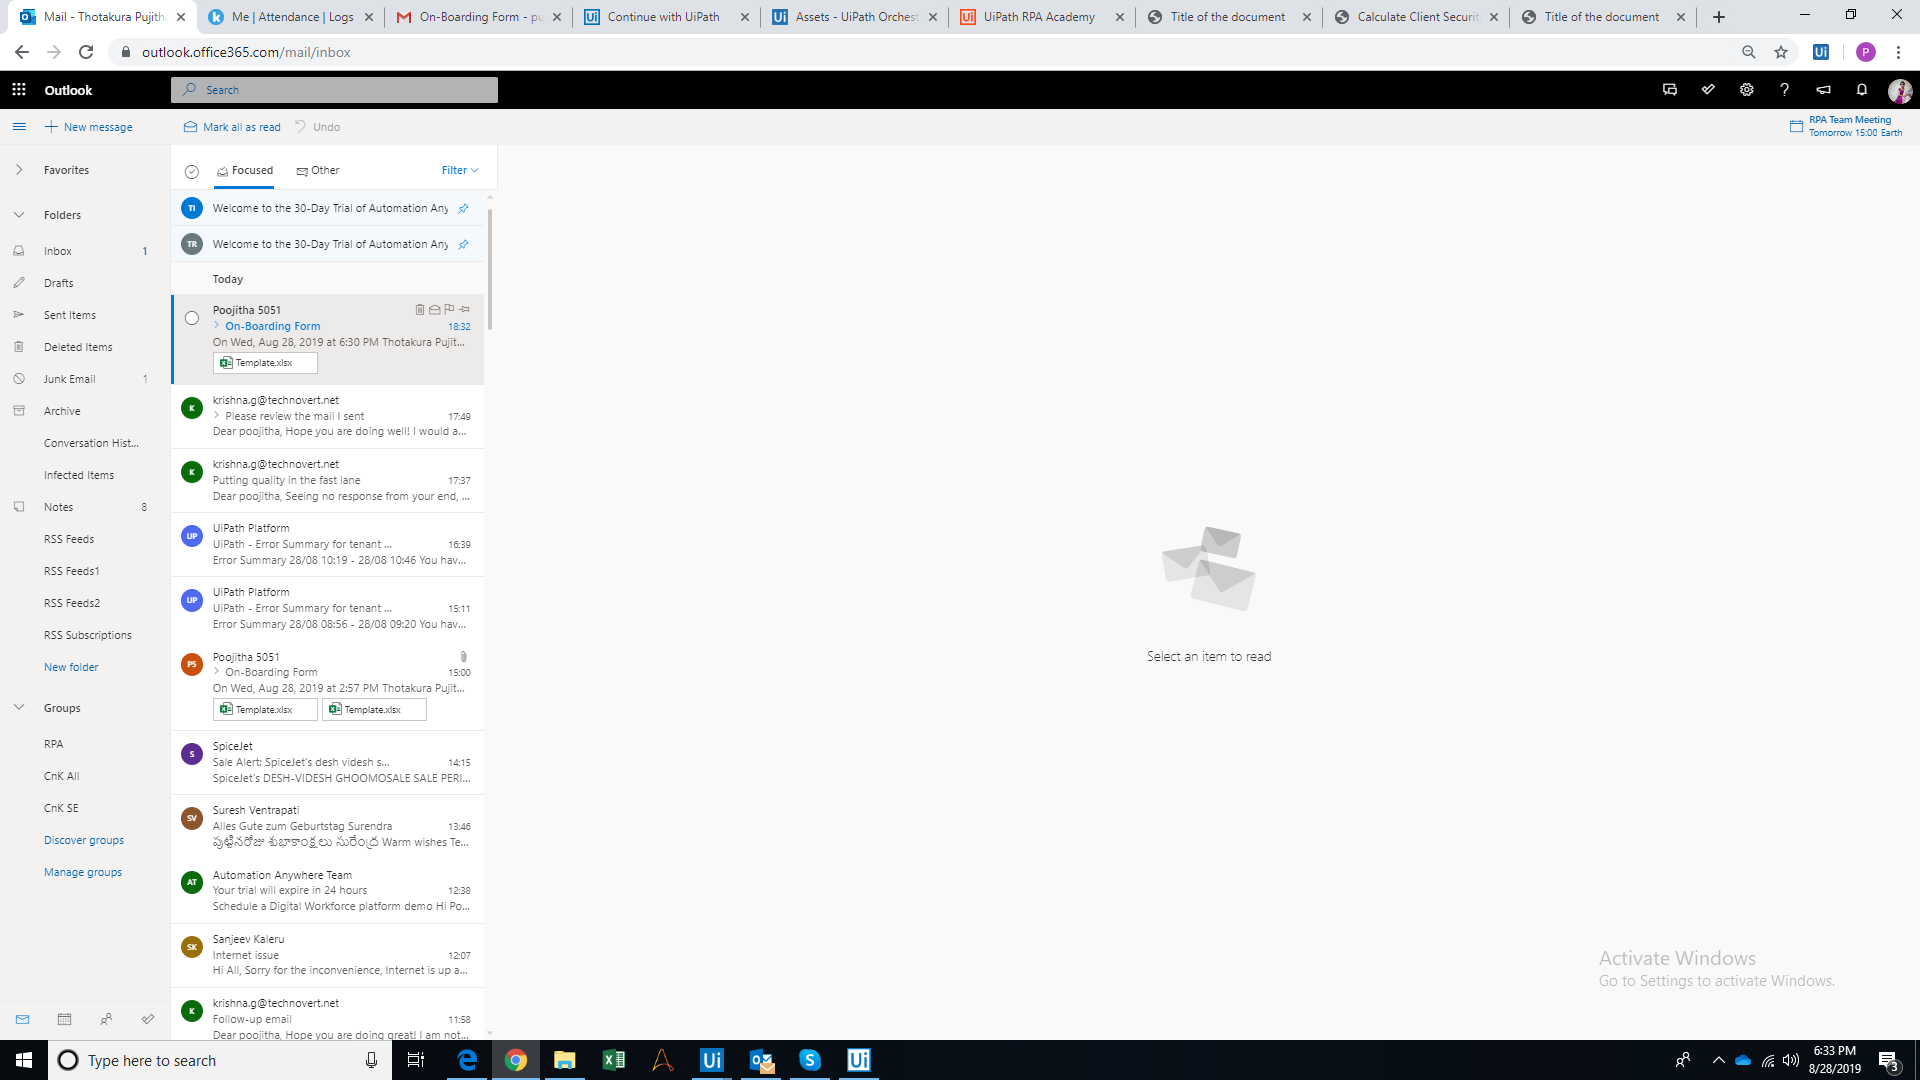 Mail - Thotakura Pujith
Me | Attendance | Logs
On-Boarding Form - pu
Continue with UiPath
Assets - UiPath Orchest
UiPath RPA Academy
Title of the document
Calculate Client Securit
Title of the document
outlook.office365.com/mail/inbox
Ui
P
Outlook
Search
New message
Mark all as read
Undo
RPA Team Meeting
Tomorrow 15:00 Earth
Favorites
Folders
Inbox 1
Drafts
Sent Items
Deleted Items
Junk Email 1
Archive
Conversation Hist...
Infected Items
Notes 8
RSS Feeds
RSS Feeds1
RSS Feeds2
RSS Subscriptions
New folder
Groups
RPA
CnK All
CnK SE
Discover groups
Manage groups
Focused
Other
Filter
TI
Welcome to the 30-Day Trial of Automation Any
TR
Welcome to the 30-Day Trial of Automation Any
Today
Poojitha 5051
On-Boarding Form 18:32
On Wed, Aug 28, 2019 at 6:30 PM Thotakura Pujit...
Template.xlsx
K
krishna.g@technovert.net
Please review the mail I sent 17:49
Dear poojitha, Hope you are doing well! I would a...
K
krishna.g@technovert.net
Putting quality in the fast lane 17:37
Dear poojitha, Seeing no response from your end, ...
UP
UiPath Platform
UiPath - Error Summary for tenant ... 16:39
Error Summary 28/08 10:19 - 28/08 10:46 You hav...
UP
UiPath Platform
UiPath - Error Summary for tenant ... 15:11
Error Summary 28/08 08:56 - 28/08 09:20 You hav...
P5
Poojitha 5051
On-Boarding Form 15:00
On Wed, Aug 28, 2019 at 2:57 PM Thotakura Pujit...
Template.xlsx Template.xlsx
S
SpiceJet
Sale Alert: SpiceJet's desh videsh s... 14:15
SpiceJet's DESH-VIDESH GHOOMOSALE SALE PERI...
SV
Suresh Ventrapati
Alles Gute zum Geburtstag Surendra 13:46
పుట్టినరోజు శుభాకాంక్షలు సురేంద్ర Warm wishes Te...
AT
Automation Anywhere Team
Your trial will expire in 24 hours 12:38
Schedule a Digital Workforce platform demo Hi Po...
SK
Sanjeev Kaleru
Internet issue 12:07
Hi All, Sorry for the inconvenience, Internet is up a...
K
krishna.g@technovert.net
Follow-up email 11:58
Dear poojitha, Hope you are doing great! I am not...
Select an item to read
Activate Windows
Go to Settings to activate Windows.
Type here to search
Ui
Ui
6:33 PM
8/28/2019
3